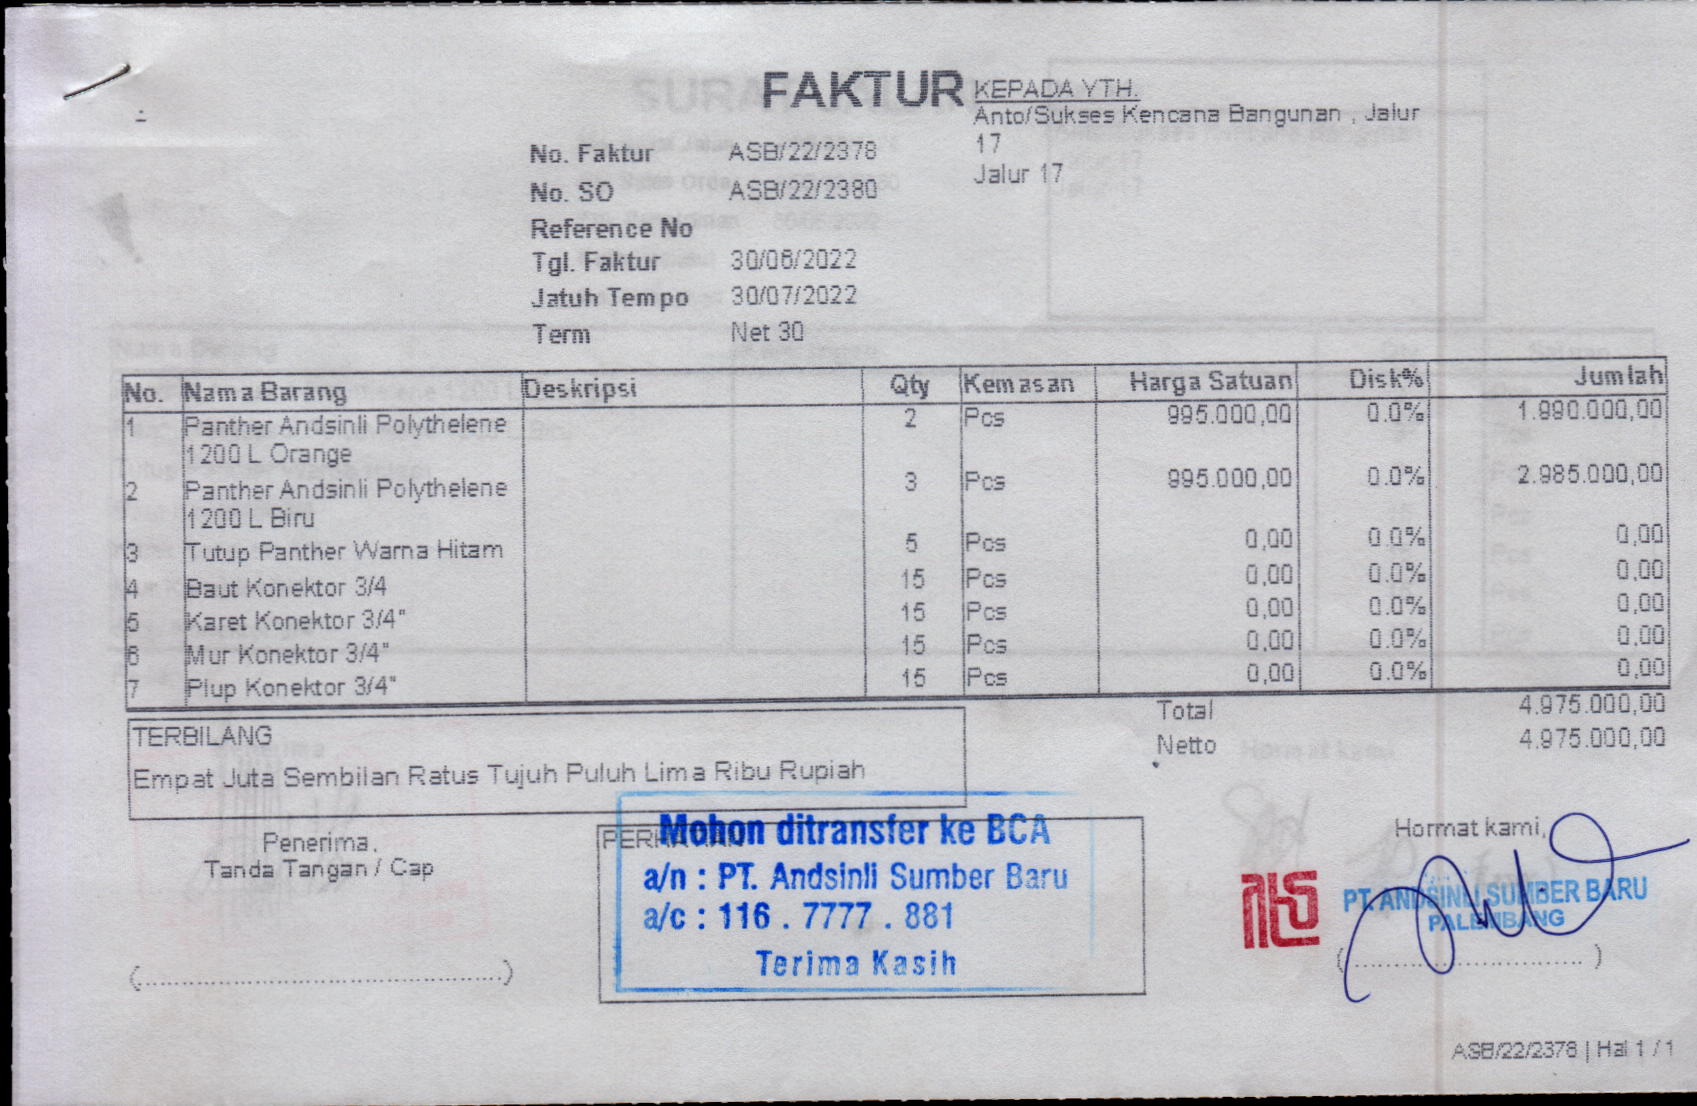 FAKTUR
KEPADA YTH.
Anto/Sukses Kencana Bangunan , Jalur
17
Jalur 17
No. Faktur ASB/22/2378
No. SO ASB/22/2380
Reference No
Tgl. Faktur 30/06/2022
Jatuh Tempo 30/07/2022
Term Net 30
No. Nama Barang Deskripsi Qty Kemasan Harga Satuan Disk% Jumlah
1 Panther Andsinli Polythelene 2 Pcs 995.000,00 0.0% 1.990.000,00
1200 L Orange
2 Panther Andsinli Polythelene 3 Pcs 995.000,00 0.0% 2.985.000,00
1200 L Biru
3 Tutup Panther Warna Hitam 5 Pcs 0,00 0.0% 0,00
4 Baut Konektor 3/4 15 Pcs 0,00 0.0% 0,00
5 Karet Konektor 3/4" 15 Pcs 0,00 0.0% 0,00
6 Mur Konektor 3/4" 15 Pcs 0,00 0.0% 0,00
7 Plup Konektor 3/4" 15 Pcs 0,00 0.0% 0,00
Total 4.975.000,00
Netto 4.975.000,00
TERBILANG
Empat Juta Sembilan Ratus Tujuh Puluh Lima Ribu Rupiah
Penerima,
Tanda Tangan / Cap
(................................................)
PERHATIAN
Mohon ditransfer ke BCA
a/n : PT. Andsinli Sumber Baru
a/c : 116 . 7777 . 881
Terima Kasih
Hormat kami,
PT. ANDSINLI SUMBER BARU
PALEMBANG
(................................)
ASB/22/2378 | Hal 1 / 1